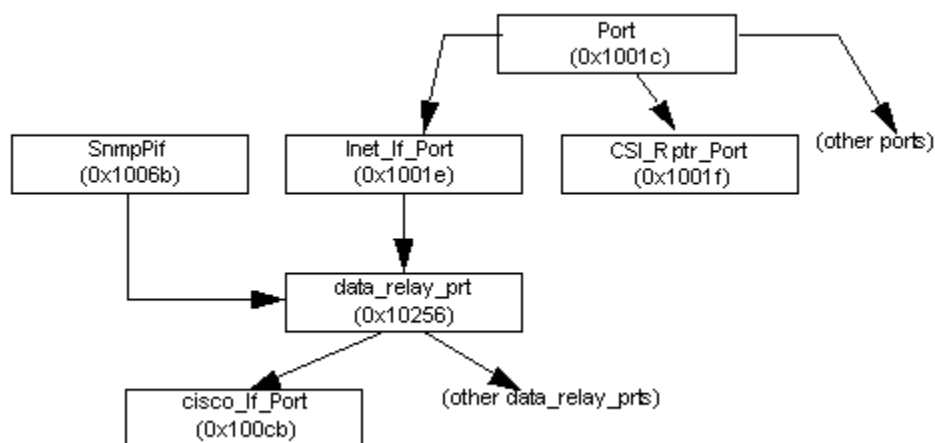 Port
(0x1001c)
SnmpPif
(0x1006b)
Inet_If_Port
(0x1001e)
CSI_Rptr_Port
(0x1001f)
(other ports)
data_relay_prt
(0x10256)
cisco_If_Port
(0x100cb)
(other data_relay_prts)